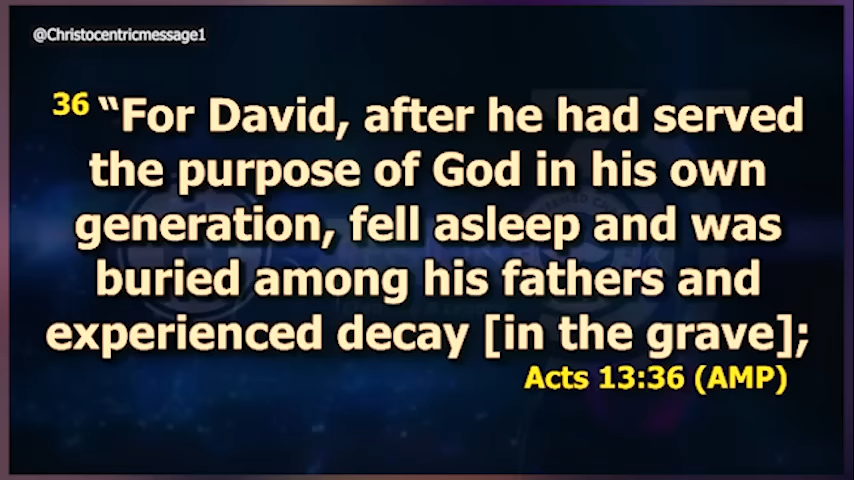 @Christocentricmessage1
36 “For David, after he had served
the purpose of God in his own
generation, fell asleep and was
buried among his fathers and
experienced decay [in the grave];
Acts 13:36 (AMP)